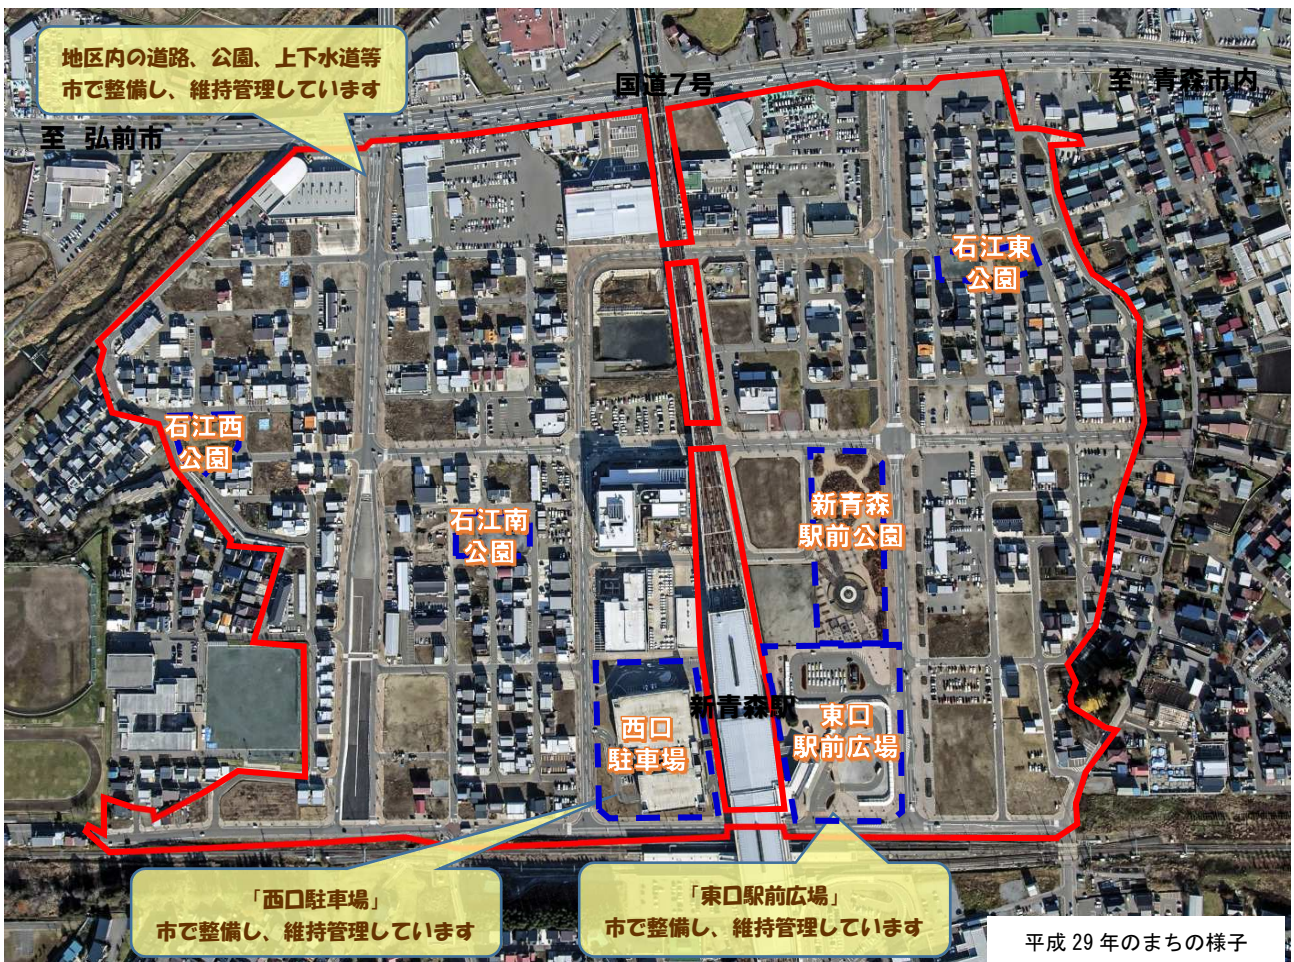 地区内の道路、公園、上下水道等
市で整備し、維持管理しています
国道7号
至 青森市内
至 弘前市
石江東
公園
石江西
公園
石江南
公園
新青森
駅前公園
新青森駅
西口
駐車場
東口
駅前広場
「西口駐車場」
市で整備し、維持管理しています
「東口駅前広場」
市で整備し、維持管理しています
平成 29 年のまちの様子